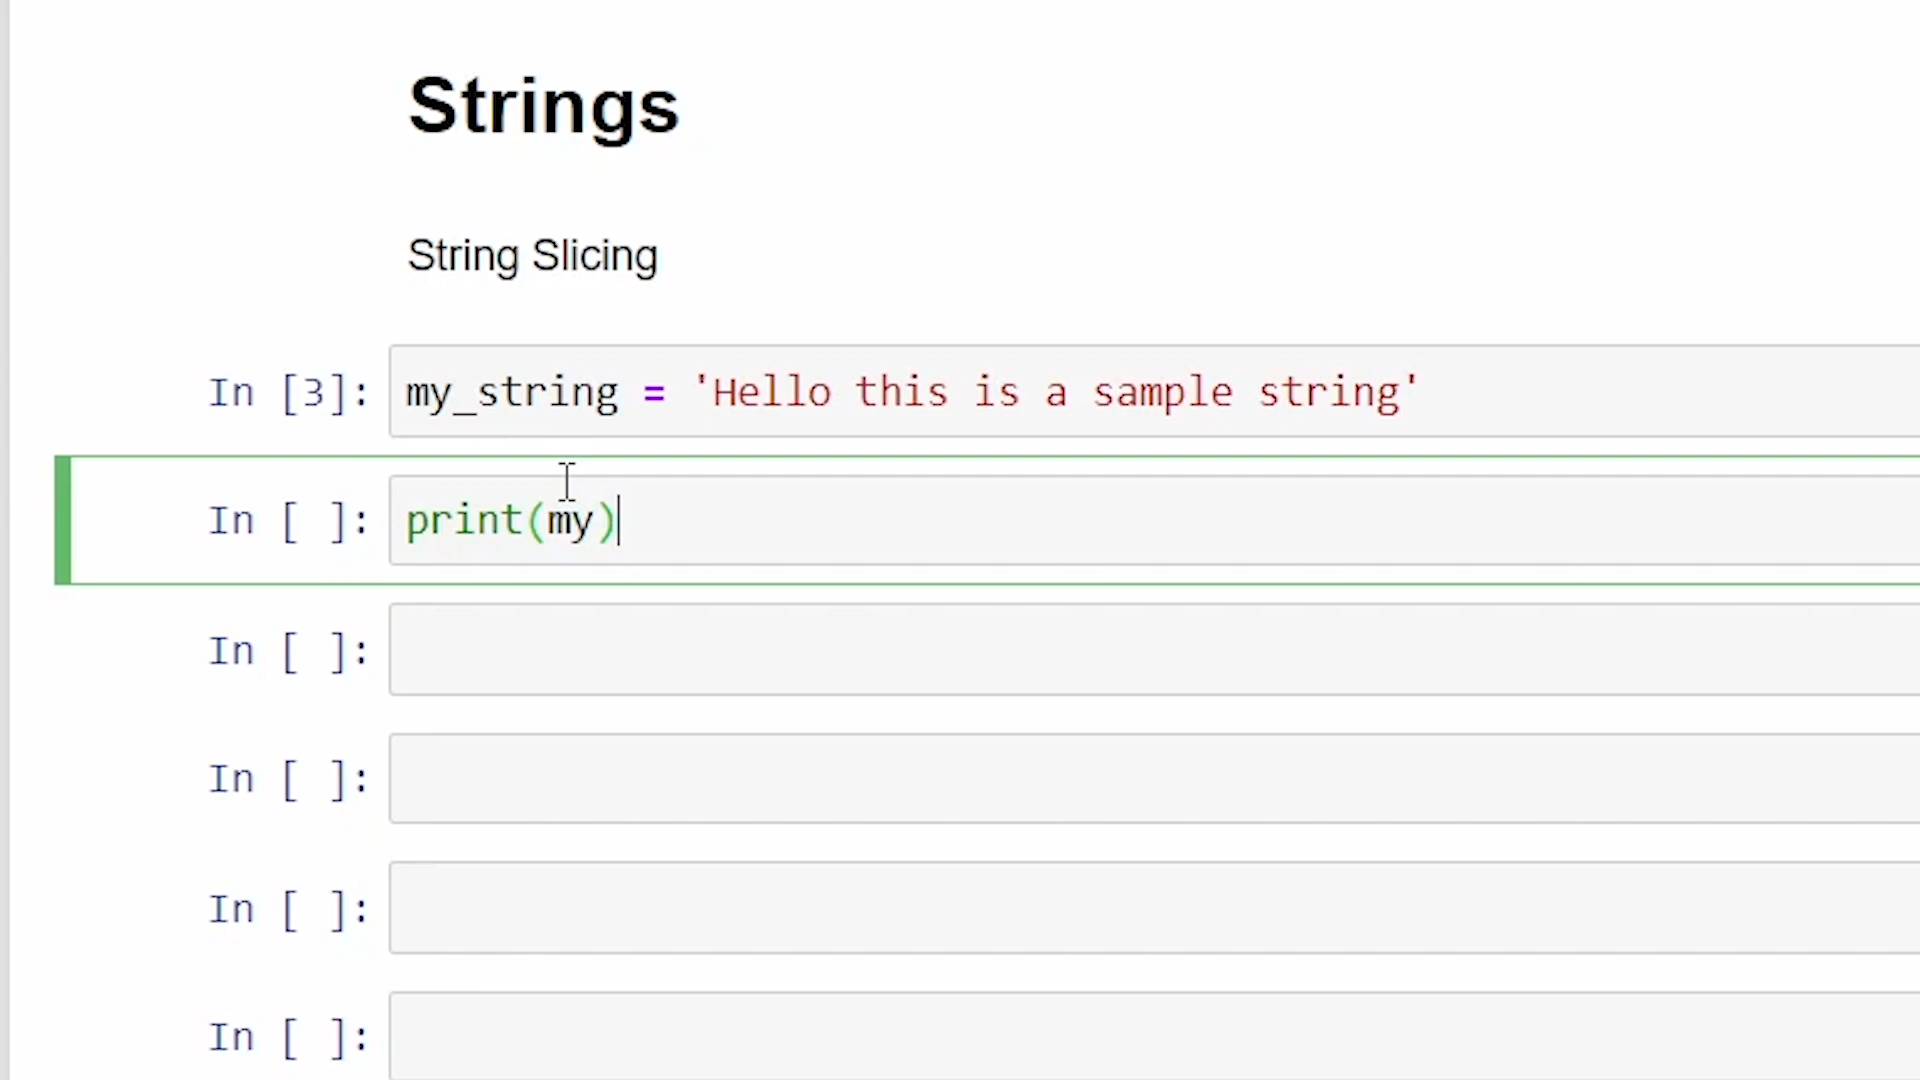 Strings
String Slicing
In [3]: my_string = 'Hello this is a sample string'
In [ ]: print(my)
In [ ]:
In [ ]:
In [ ]:
In [ ]: